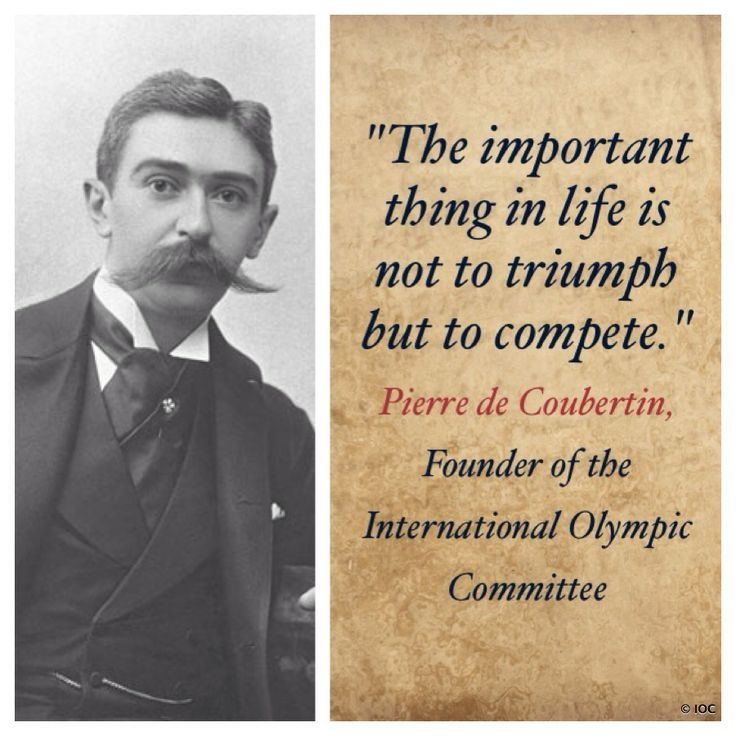 "The important
thing in life is
not to triumph
but to compete."
Pierre de Coubertin,
Founder of the
International Olympic
Committee
© IOC